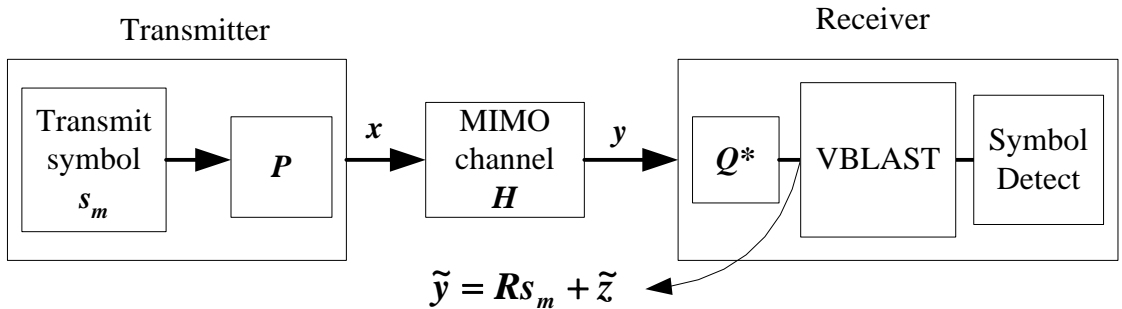 Transmitter
Receiver
Transmit
symbol
s_m
P
x
MIMO
channel
H
y
Q*
VBLAST
Symbol
Detect
ỹ = Rs_m + z̃